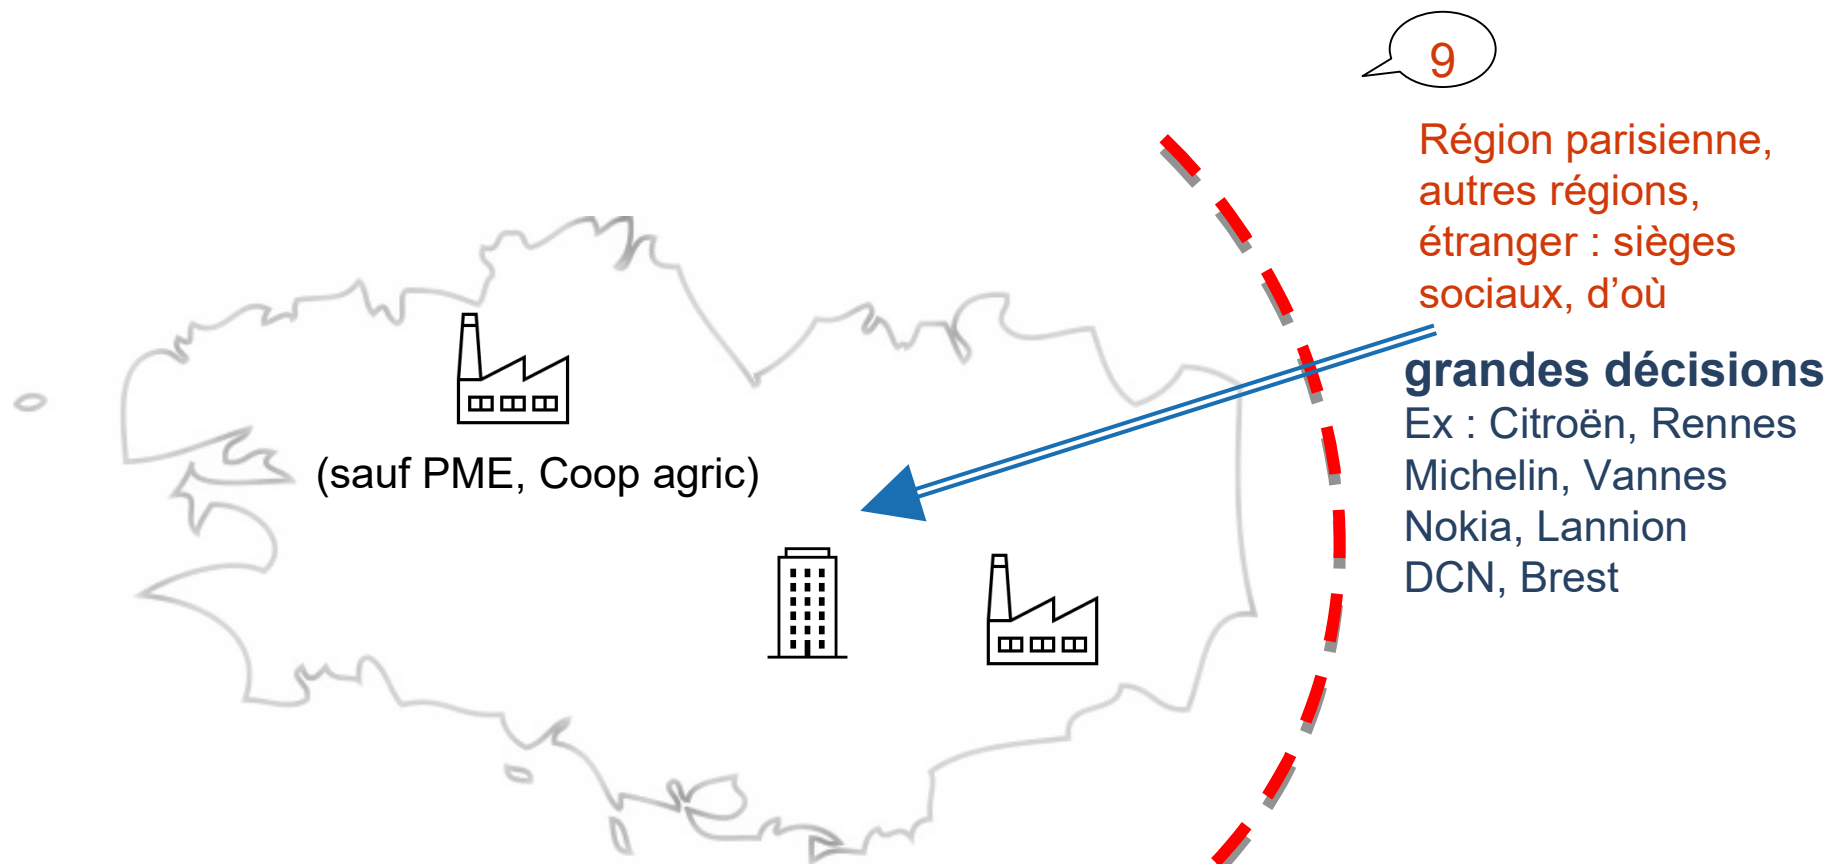 9
Région parisienne,
autres régions,
étranger : sièges
sociaux, d’où
grandes décisions
Ex : Citroën, Rennes
Michelin, Vannes
Nokia, Lannion
DCN, Brest
(sauf PME, Coop agric)